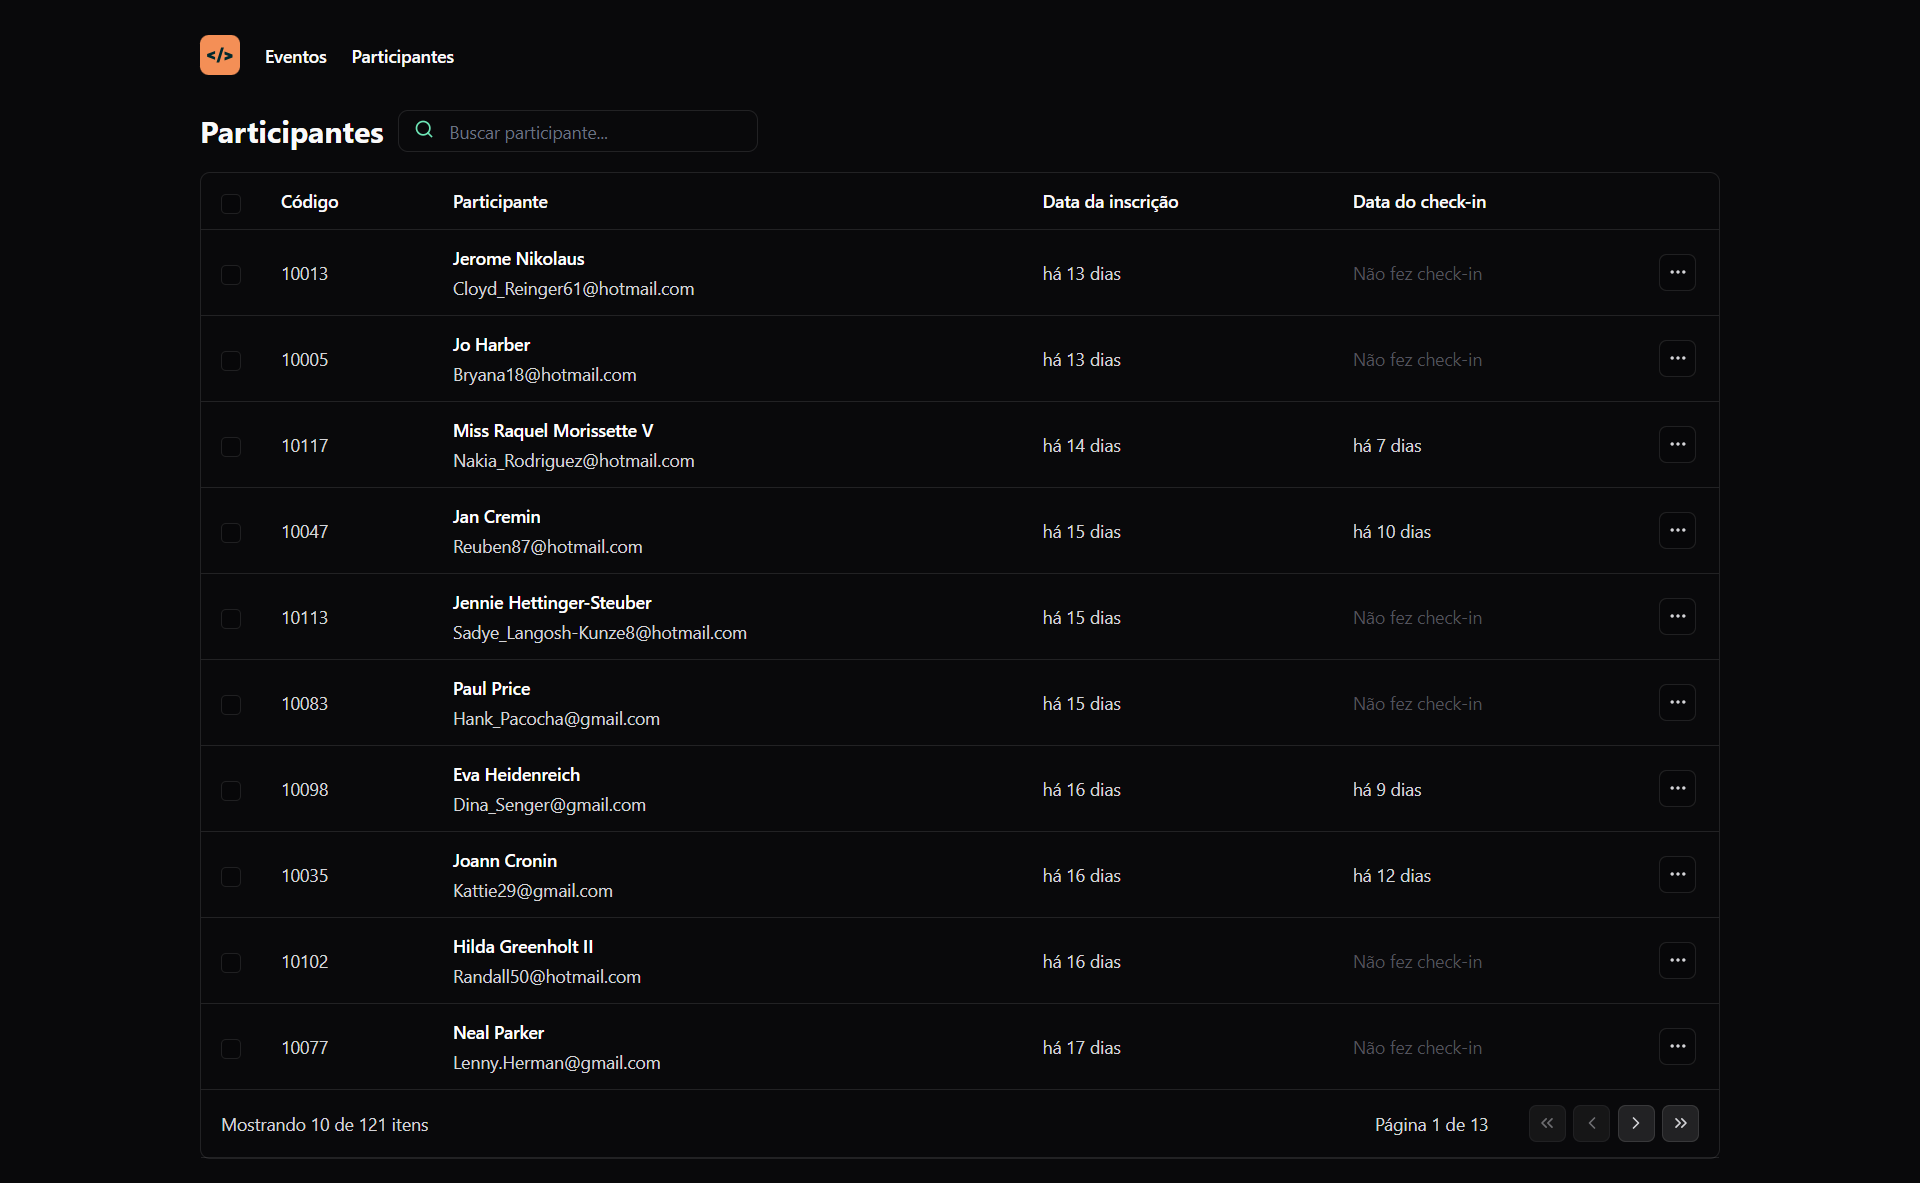 </> Eventos Participantes
Participantes Buscar participante...
Código Participante Data da inscrição Data do check-in
Jerome Nikolaus
10013 há 13 dias Não fez check-in
Cloyd_Reinger61@hotmail.com
Jo Harber
10005 há 13 dias Não fez check-in
Bryana18@hotmail.com
Miss Raquel Morissette V
10117 há 14 dias há 7 dias
Nakia_Rodriguez@hotmail.com
Jan Cremin
10047 há 15 dias há 10 dias
Reuben87@hotmail.com
Jennie Hettinger-Steuber
10113 há 15 dias Não fez check-in
Sadye_Langosh-Kunze8@hotmail.com
Paul Price
10083 há 15 dias Não fez check-in
Hank_Pacocha@gmail.com
Eva Heidenreich
10098 há 16 dias há 9 dias
Dina_Senger@gmail.com
Joann Cronin
10035 há 16 dias há 12 dias
Kattie29@gmail.com
Hilda Greenholt II
10102 há 16 dias Não fez check-in
Randall50@hotmail.com
Neal Parker
10077 há 17 dias Não fez check-in
Lenny.Herman@gmail.com
Mostrando 10 de 121 itens Página 1 de 13